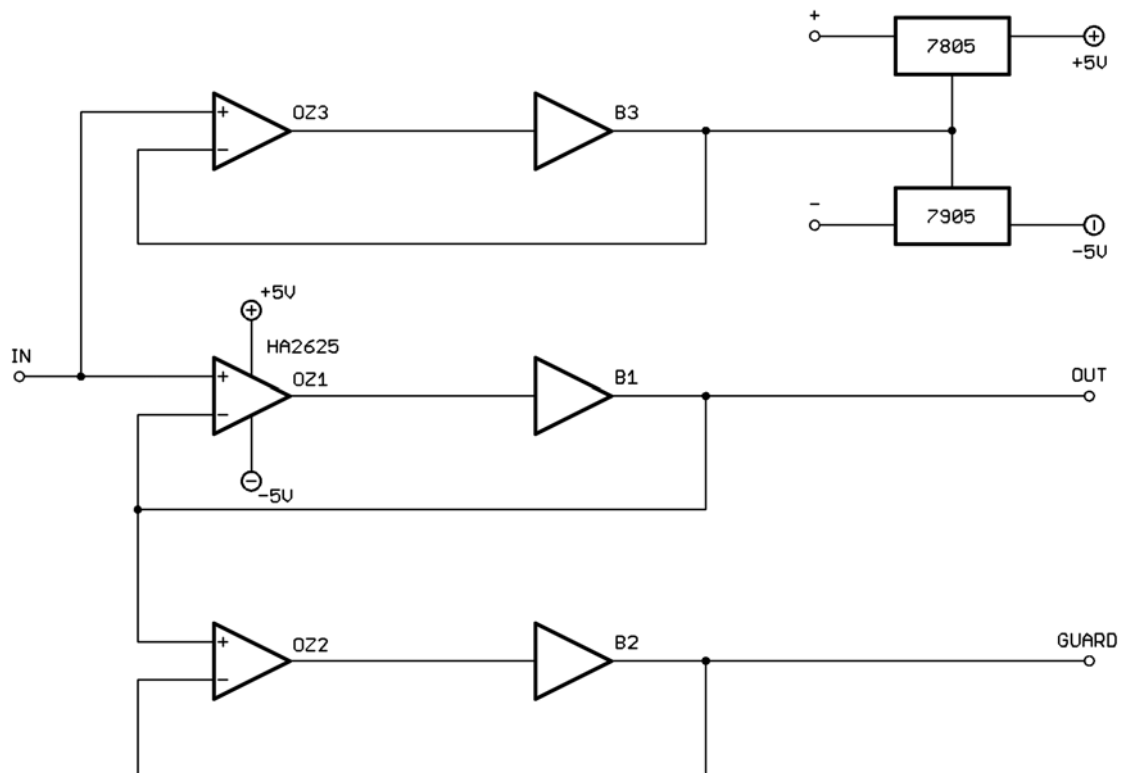 +
7805
+5V
+
−
OZ3
B3
-
7905
-5V
+5V
HA2625
IN
+
−
OZ1
B1
OUT
-5V
+
−
OZ2
B2
GUARD